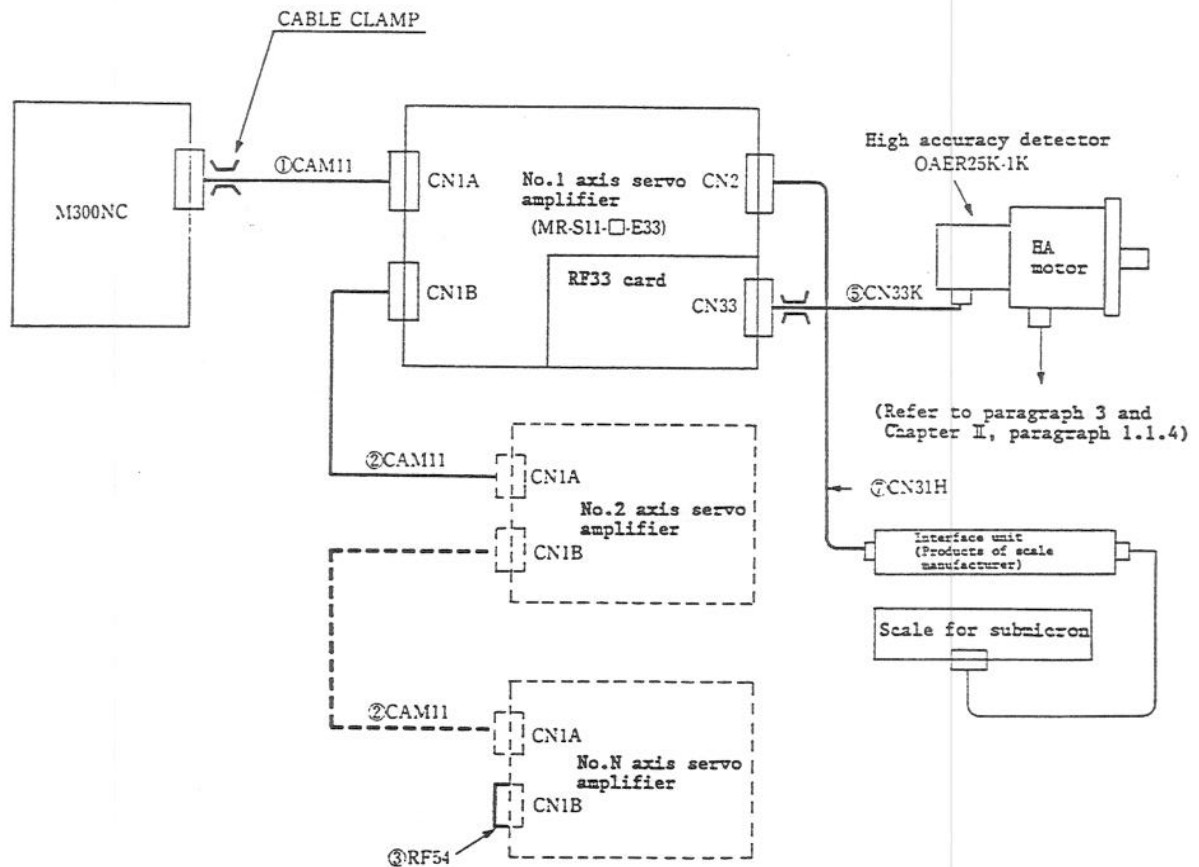 CABLE CLAMP
M300NC
①CAM11
CN1A
No.1 axis servo
amplifier
(MR-S11-□-E33)
CN2
CN1B
RF33 card
CN33
High accuracy detector
OAER25K-1K
HA
motor
⑤CN33K
(Refer to paragraph 3 and
Chapter Ⅱ, paragraph 1.1.4)
②CAM11
CN1A
No.2 axis servo
amplifier
CN1B
⑦CN31H
Interface unit
(Products of scale
manufacturer)
Scale for submicron
②CAM11
CN1A
No.N axis servo
amplifier
CN1B
③RF54